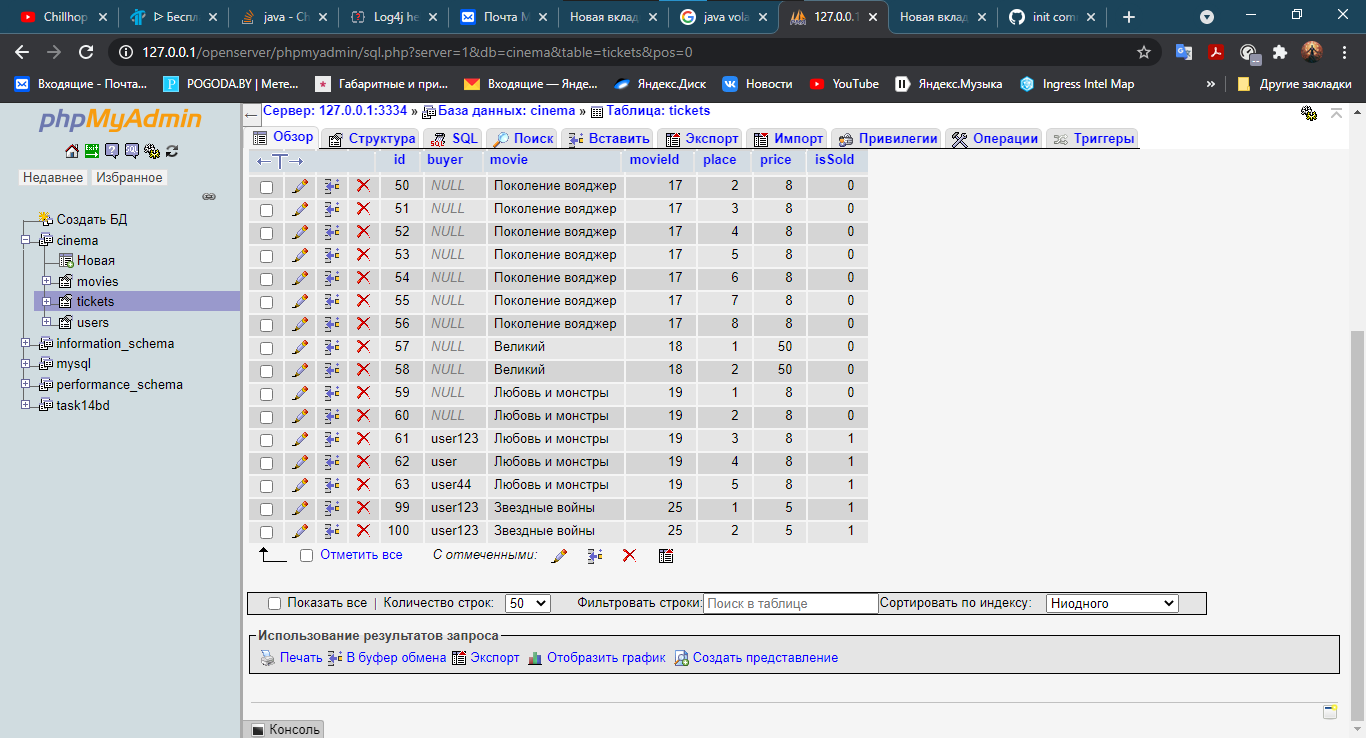 Chillhop
ᐅ Беспл
java - Ch
Log4j не
Почта M
Новая вклад
java vola
127.0.0.1
Новая вклад
init com
127.0.0.1/openserver/phpmyadmin/sql.php?server=1&db=cinema&table=tickets&pos=0
Входящие - Почта...
POGODA.BY | Мете...
Габаритные и при...
Входящие — Янде...
Яндекс.Диск
Новости
YouTube
Яндекс.Музыка
Ingress Intel Map
»
Другие закладки
phpMyAdmin
Недавнее Избранное
Создать БД
cinema
Новая
movies
tickets
users
information_schema
mysql
performance_schema
task14bd
Сервер: 127.0.0.1:3334 » База данных: cinema » Таблица: tickets
Обзор Структура SQL Поиск Вставить Экспорт Импорт Привилегии Операции Триггеры
id buyer movie movieId place price isSold
50 NULL Поколение вояджер 17 2 8 0
51 NULL Поколение вояджер 17 3 8 0
52 NULL Поколение вояджер 17 4 8 0
53 NULL Поколение вояджер 17 5 8 0
54 NULL Поколение вояджер 17 6 8 0
55 NULL Поколение вояджер 17 7 8 0
56 NULL Поколение вояджер 17 8 8 0
57 NULL Великий 18 1 50 0
58 NULL Великий 18 2 50 0
59 NULL Любовь и монстры 19 1 8 0
60 NULL Любовь и монстры 19 2 8 0
61 user123 Любовь и монстры 19 3 8 1
62 user Любовь и монстры 19 4 8 1
63 user44 Любовь и монстры 19 5 8 1
99 user123 Звездные войны 25 1 5 1
100 user123 Звездные войны 25 2 5 1
Отметить все С отмеченными:
Показать все | Количество строк: 50 Фильтровать строки: Поиск в таблице Сортировать по индексу: Ниодного
Использование результатов запроса
Печать В буфер обмена Экспорт Отобразить график Создать представление
Консоль